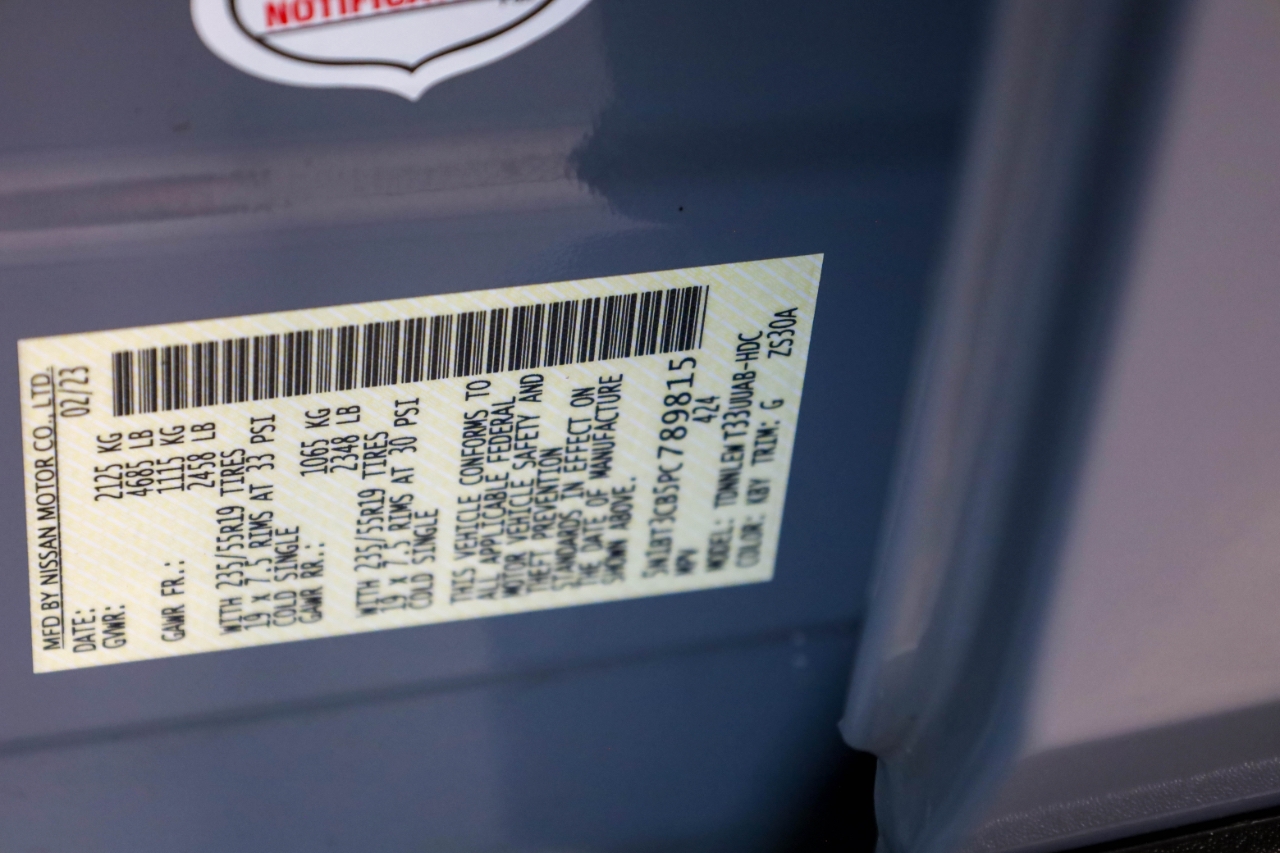 NOTIFICA
MFD BY NISSAN MOTOR CO., LTD.
DATE: 02/23
GVWR: 2125 KG
4685 LB
GAWR FR.: 1115 KG
2458 LB
WITH 235/55R19 TIRES
19 x 7.5 RIMS AT 33 PSI
COLD SINGLE
GAWR RR.: 1065 KG
2348 LB
WITH 235/55R19 TIRES
19 x 7.5 RIMS AT 30 PSI
COLD SINGLE
THIS VEHICLE CONFORMS TO
ALL APPLICABLE FEDERAL
MOTOR VEHICLE SAFETY AND
THEFT PREVENTION
STANDARDS IN EFFECT ON
THE DATE OF MANUFACTURE
SHOWN ABOVE.
5N1BT3CB5PC789815
MPV 424
MODEL: TDNNLEW T33UUAB-HDC
COLOR: KBY TRIM: G ZS30A